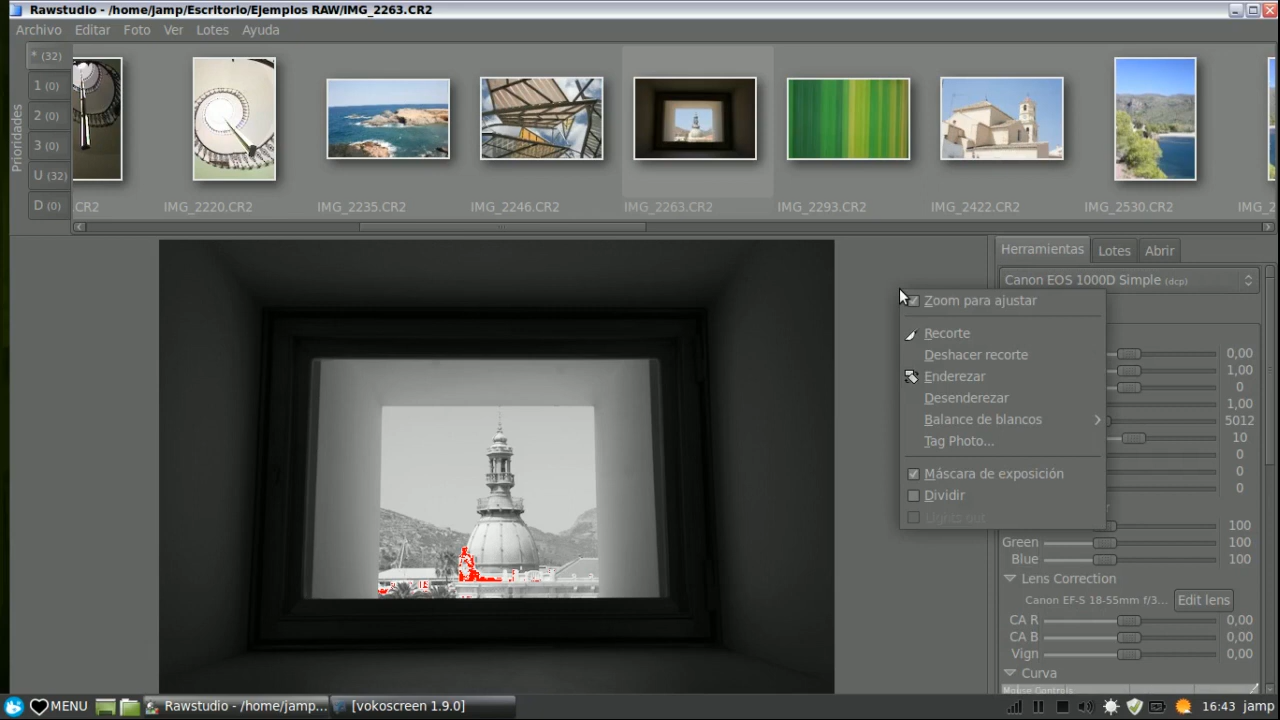 Rawstudio - /home/jamp/Escritorio/Ejemplos RAW/IMG_2263.CR2
Archivo Editar Foto Ver Lotes Ayuda
Prioridades
* (32)
1 (0)
2 (0)
3 (0)
U (32)
D (0)
CR2 IMG_2220.CR2 IMG_2235.CR2 IMG_2246.CR2 IMG_2263.CR2 IMG_2293.CR2 IMG_2422.CR2 IMG_2530.CR2 IMG_2
Herramientas Lotes Abrir
Canon EOS 1000D Simple (dcp)
Zoom para ajustar
Recorte
Deshacer recorte
Enderezar
Desenderezar
Balance de blancos
Tag Photo...
Máscara de exposición
Dividir
Lights out
0,00
1,00
0
1,00
5012
10
0
0
0
100
Green 100
Blue 100
Lens Correction
Canon EF-S 18-55mm f/3... Edit lens
CA R 0,00
CA B 0,00
Vign 0,00
Curva
Mouse Controls
MENU Rawstudio - /home/jamp... [vokoscreen 1.9.0] 16:43 jamp